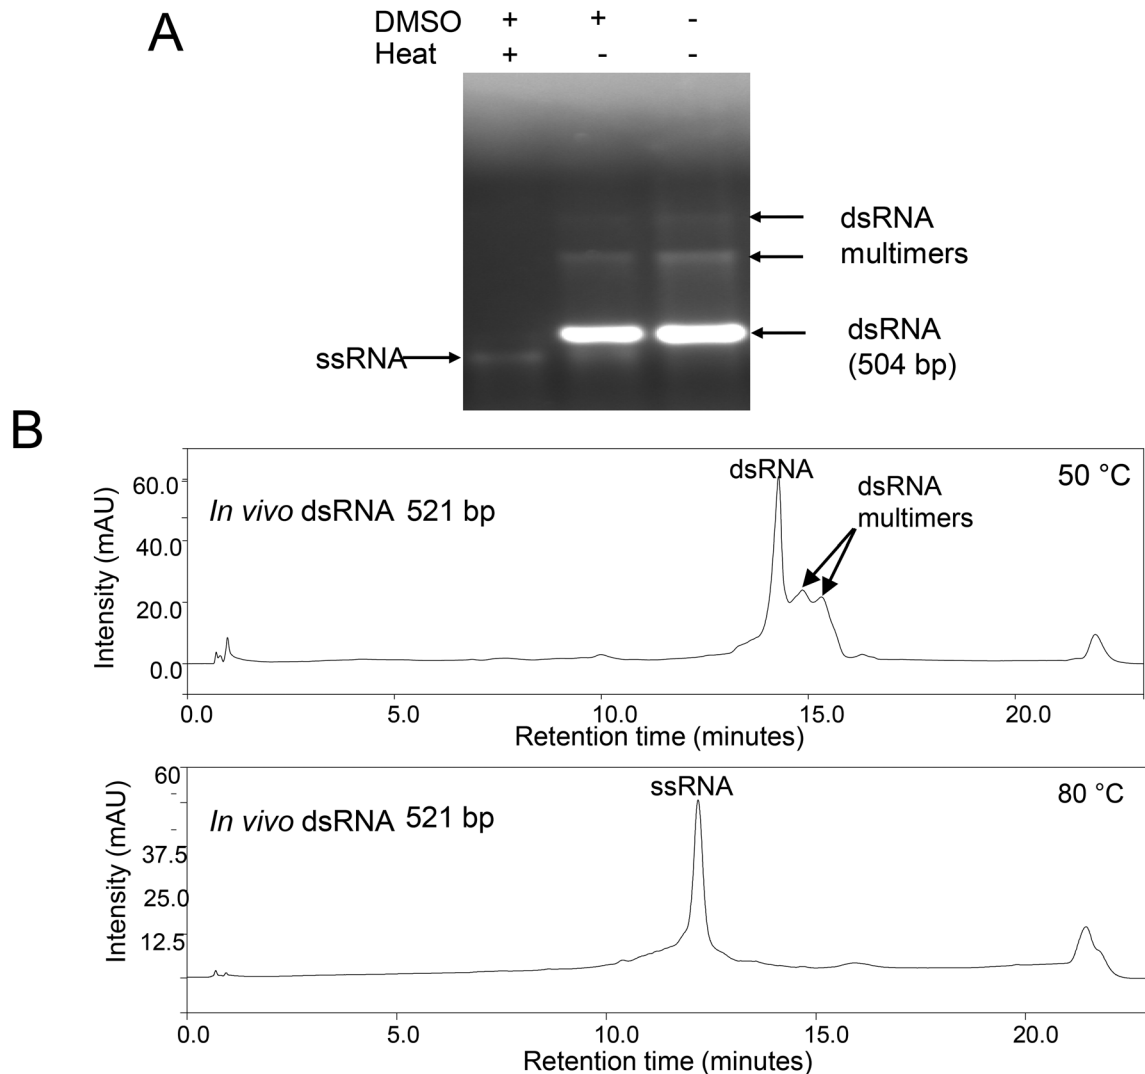 A
DMSO + + -
Heat + - -
dsRNA
multimers
dsRNA
(504 bp)
ssRNA
B
Intensity (mAU)
60.0
40.0
20.0
0.0
In vivo dsRNA 521 bp
dsRNA
dsRNA
multimers
50 °C
0.0 5.0 10.0 15.0 20.0
Retention time (minutes)
Intensity (mAU)
60
37.5
25.0
12.5
In vivo dsRNA 521 bp
ssRNA
80 °C
0.0 5.0 10.0 15.0 20.0
Retention time (minutes)